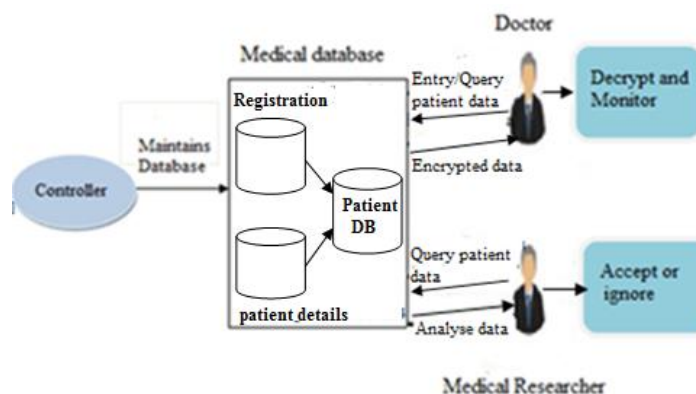 Doctor
Medical database
Entry/Query
patient data
Decrypt and
Monitor
Registration
Maintains
Database
Encrypted data
Controller
Patient
DB
Query patient
data
Accept or
ignore
patient_details
Analyse data
Medical Researcher